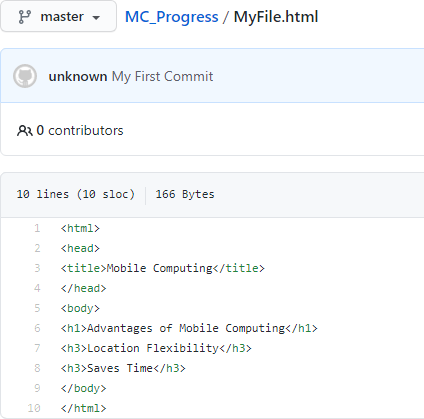 master MC_Progress / MyFile.html
unknown My First Commit
0 contributors
10 lines (10 sloc) 166 Bytes
1 <html>
2 <head>
3 <title>Mobile Computing</title>
4 </head>
5 <body>
6 <h1>Advantages of Mobile Computing</h1>
7 <h3>Location Flexibility</h3>
8 <h3>Saves Time</h3>
9 </body>
10 </html>